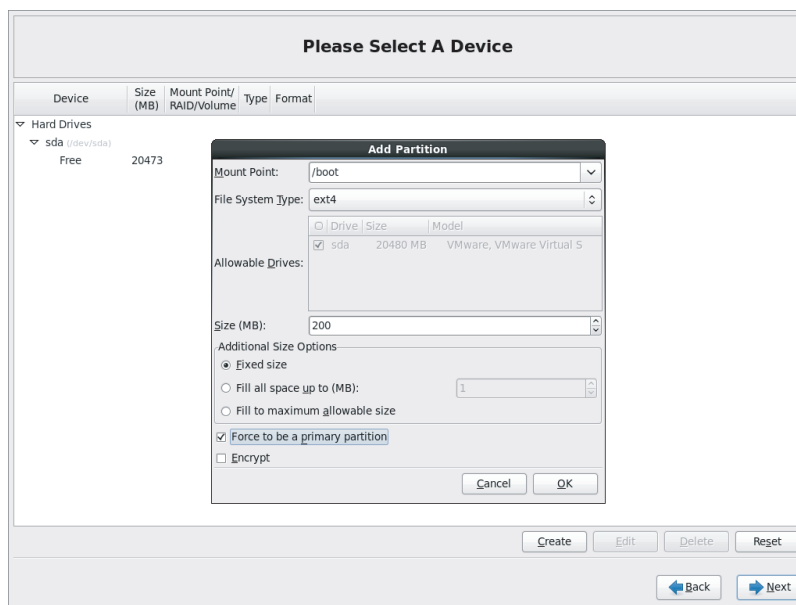 Please Select A Device
Device Size (MB) Mount Point/ RAID/Volume Type Format
Hard Drives
sda (/dev/sda)
Free 20473
Add Partition
Mount Point: /boot
File System Type: ext4
Drive Size Model
sda 20480 MB VMware, VMware Virtual S
Allowable Drives:
Size (MB): 200
Additional Size Options
Fixed size
Fill all space up to (MB): 1
Fill to maximum allowable size
Force to be a primary partition
Encrypt
Cancel OK
Create Edit Delete Reset
Back Next